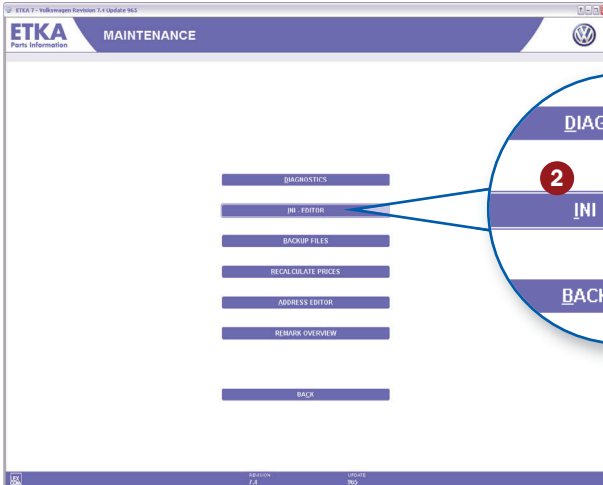 ETKA 7 - Volkswagen Revision 7.4 Update 965
ETKA
Parts Information
MAINTENANCE
DIAGNOSTICS
INI - EDITOR
BACKUP FILES
RECALCULATE PRICES
ADDRESS EDITOR
REMARK OVERVIEW
BACK
DIAG
2
INI
BACK
REVISION
7.4
UPDATE
965